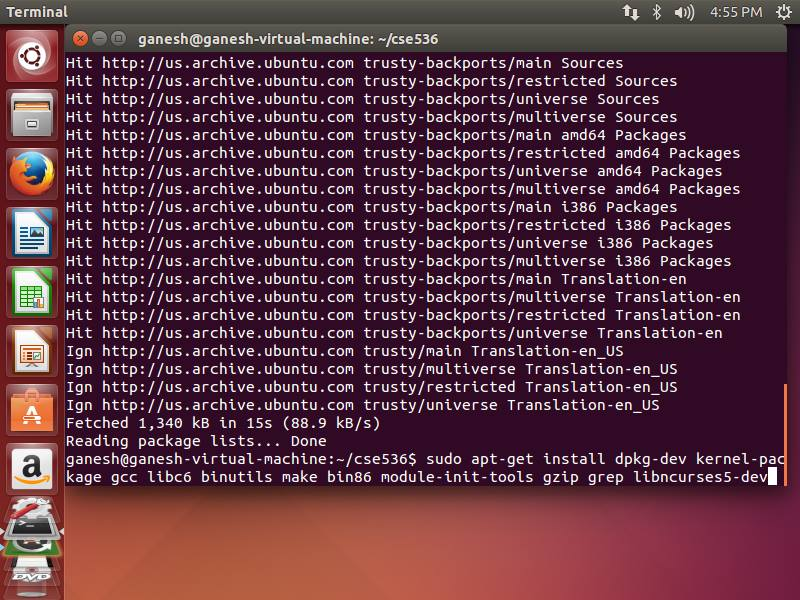 Terminal
4:55 PM
ganesh@ganesh-virtual-machine: ~/cse536
Hit http://us.archive.ubuntu.com trusty-backports/main Sources
Hit http://us.archive.ubuntu.com trusty-backports/restricted Sources
Hit http://us.archive.ubuntu.com trusty-backports/universe Sources
Hit http://us.archive.ubuntu.com trusty-backports/multiverse Sources
Hit http://us.archive.ubuntu.com trusty-backports/main amd64 Packages
Hit http://us.archive.ubuntu.com trusty-backports/restricted amd64 Packages
Hit http://us.archive.ubuntu.com trusty-backports/universe amd64 Packages
Hit http://us.archive.ubuntu.com trusty-backports/multiverse amd64 Packages
Hit http://us.archive.ubuntu.com trusty-backports/main i386 Packages
Hit http://us.archive.ubuntu.com trusty-backports/restricted i386 Packages
Hit http://us.archive.ubuntu.com trusty-backports/universe i386 Packages
Hit http://us.archive.ubuntu.com trusty-backports/multiverse i386 Packages
Hit http://us.archive.ubuntu.com trusty-backports/main Translation-en
Hit http://us.archive.ubuntu.com trusty-backports/multiverse Translation-en
Hit http://us.archive.ubuntu.com trusty-backports/restricted Translation-en
Hit http://us.archive.ubuntu.com trusty-backports/universe Translation-en
Ign http://us.archive.ubuntu.com trusty/main Translation-en_US
Ign http://us.archive.ubuntu.com trusty/multiverse Translation-en_US
Ign http://us.archive.ubuntu.com trusty/restricted Translation-en_US
Ign http://us.archive.ubuntu.com trusty/universe Translation-en_US
Fetched 1,340 kB in 15s (88.9 kB/s)
Reading package lists... Done
ganesh@ganesh-virtual-machine:~/cse536$ sudo apt-get install dpkg-dev kernel-pac
kage gcc libc6 binutils make bin86 module-init-tools gzip grep libncurses5-dev
a
DVD